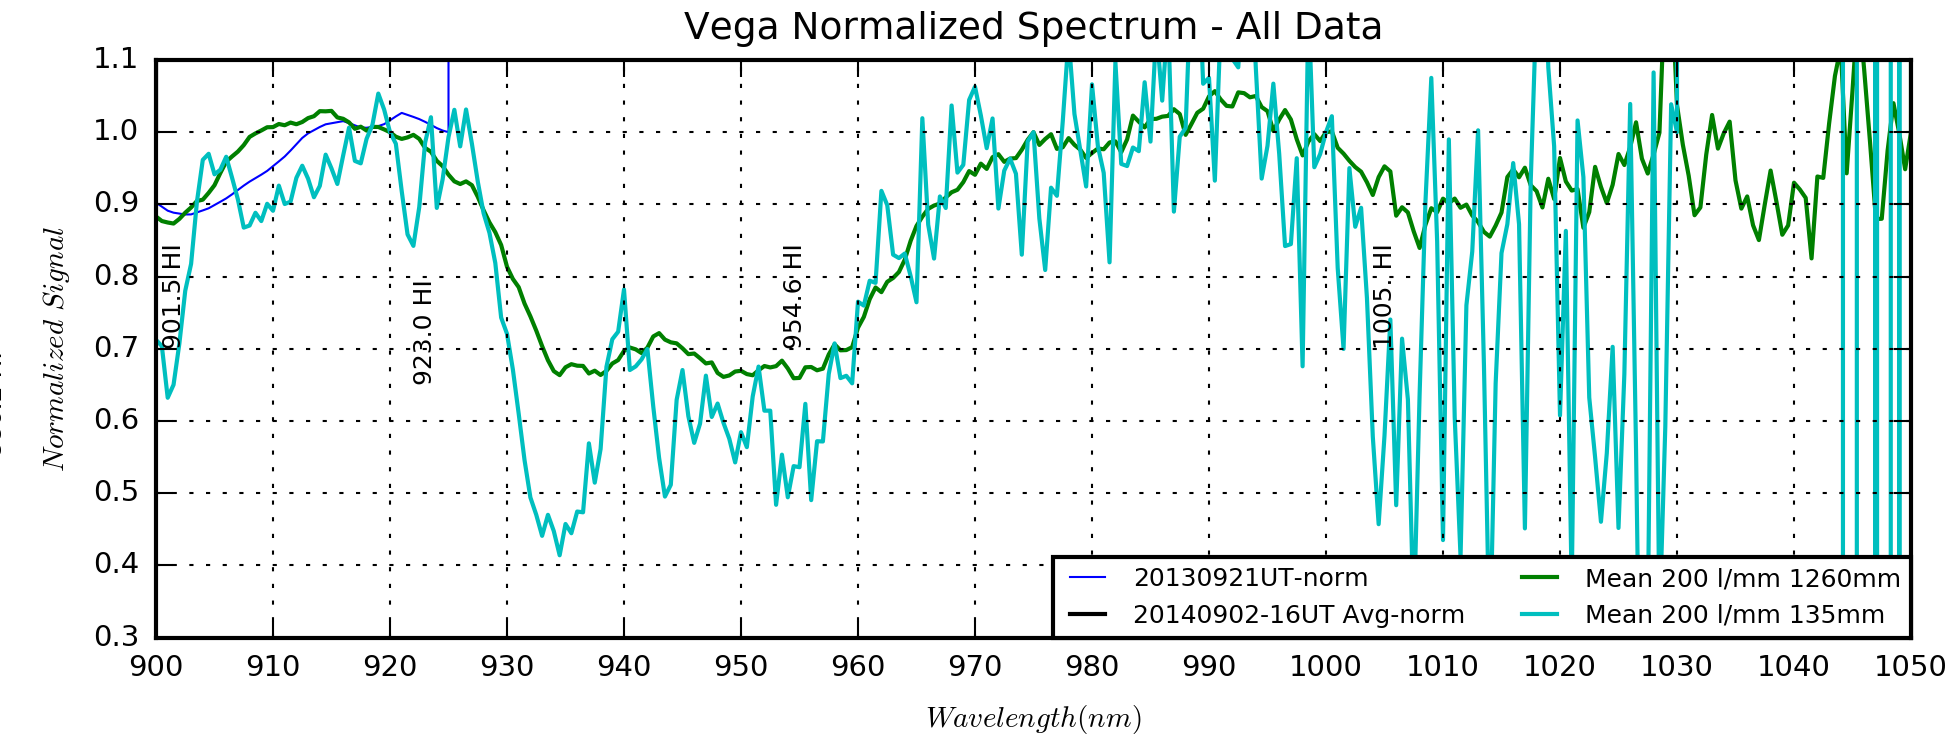 Vega Normalized Spectrum - All Data
1.1
1.0
0.9
0.8
0.7
0.6
0.5
0.4
0.3
Normalized Signal
901.5 HI
923.0 HI
954.6 HI
1005. HI
20130921UT-norm
20140902-16UT Avg-norm
Mean 200 l/mm 1260mm
Mean 200 l/mm 135mm
900 910 920 930 940 950 960 970 980 990 1000 1010 1020 1030 1040 1050
Wavelength(nm)